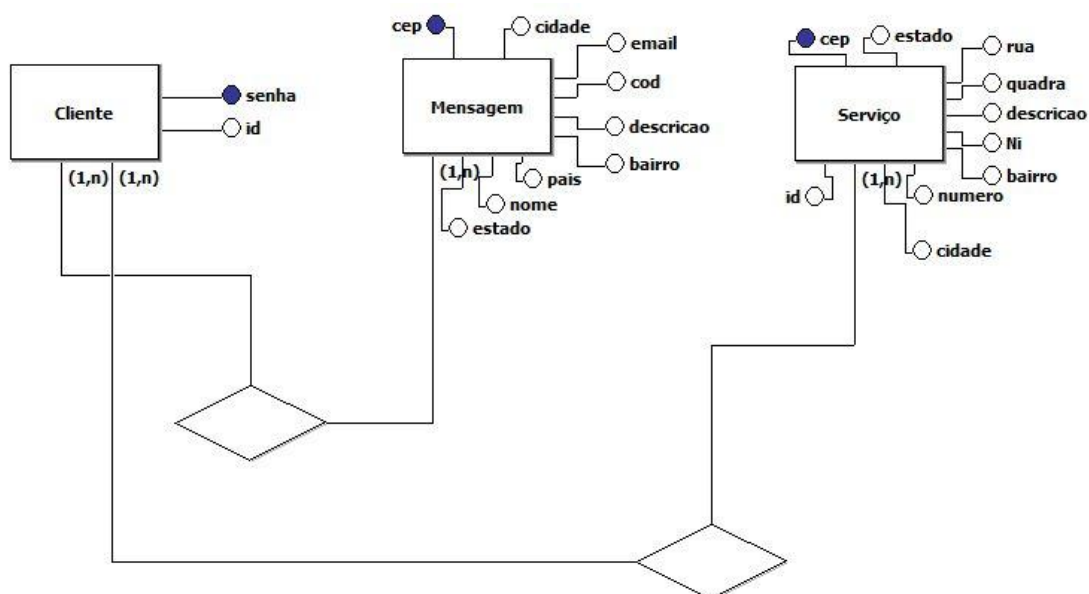 cep
cidade
email
cod
descricao
bairro
pais
nome
estado
Mensagem
(1,n)
Cliente
senha
id
(1,n) (1,n)
cep
estado
rua
quadra
descricao
Ni
bairro
numero
cidade
id
Serviço
(1,n)